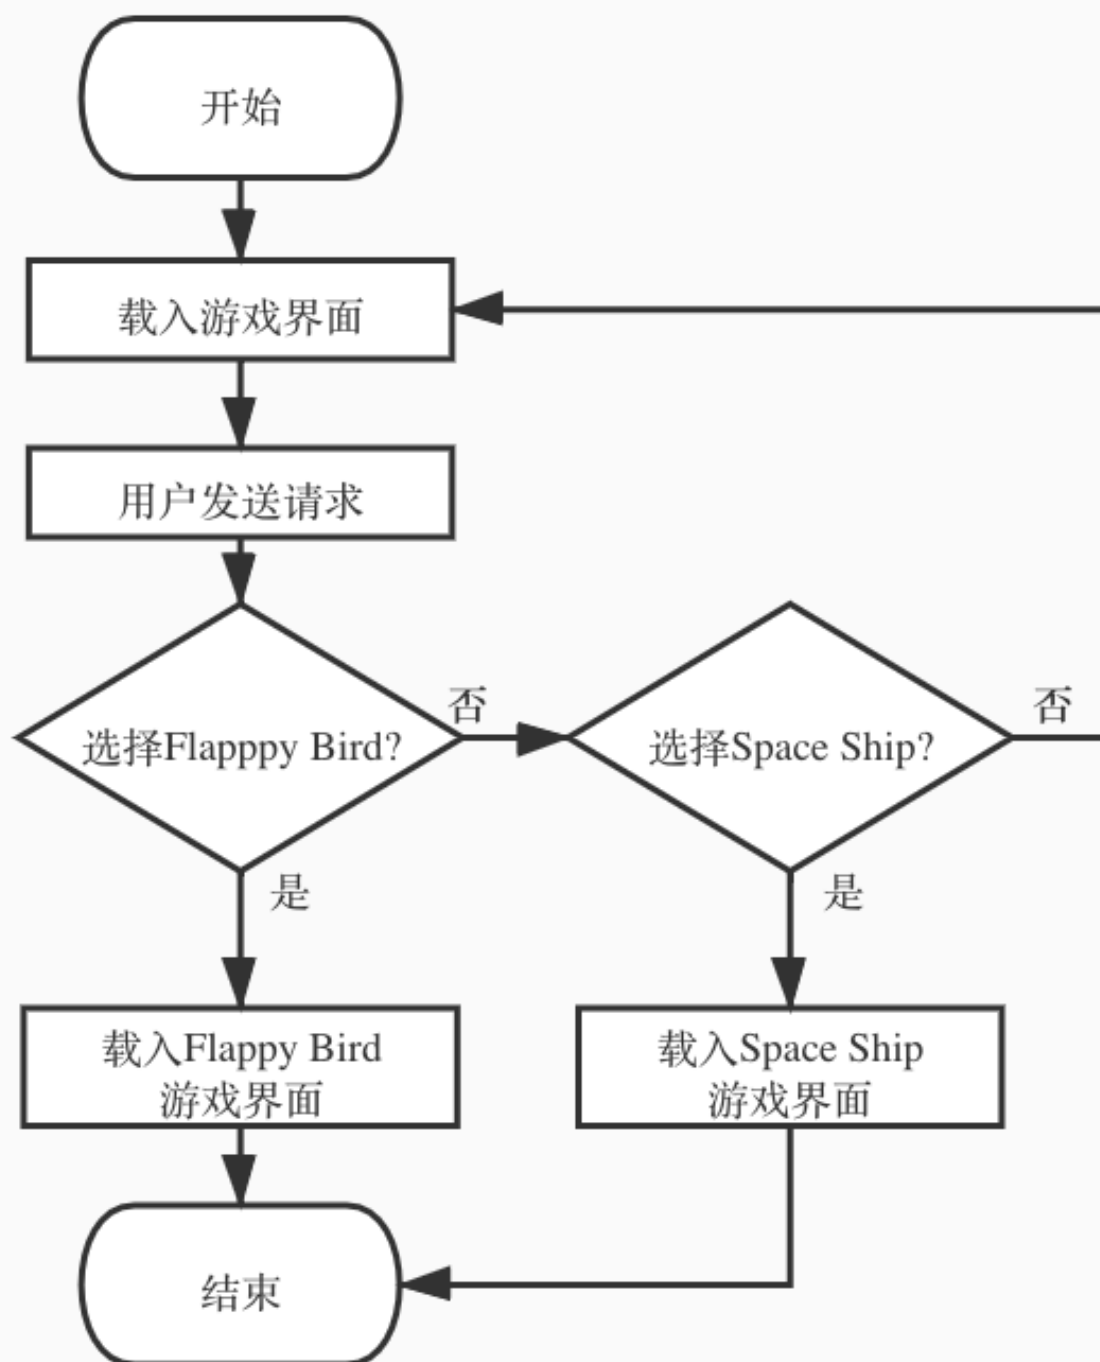 开始
载入游戏界面
用户发送请求
选择Flapppy Bird?
否
选择Space Ship?
否
是
是
载入Flappy Bird
游戏界面
载入Space Ship
游戏界面
结束